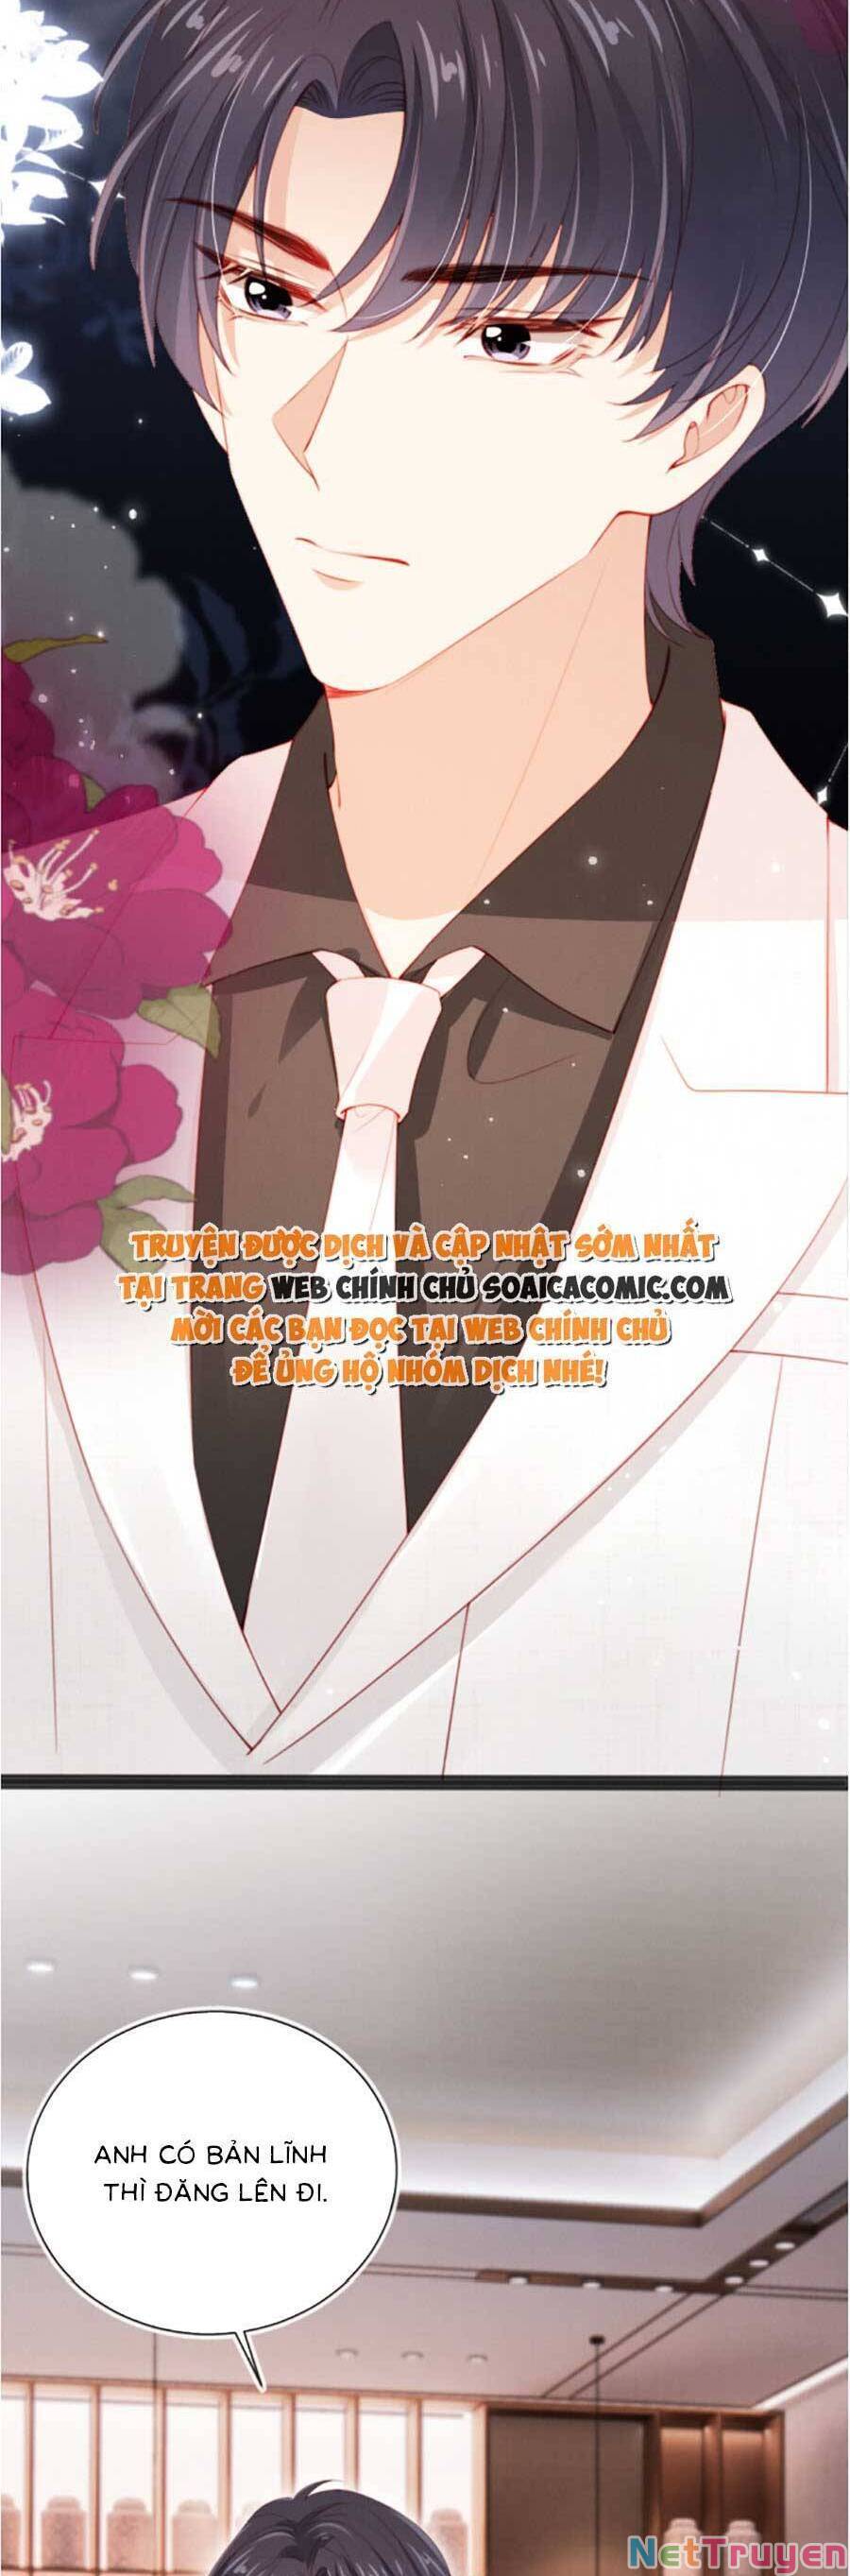 TRUYỆN ĐƯỢC DỊCH VÀ CẬP NHẬT SỚM NHẤT
TẠI TRANG WEB CHÍNH CHỦ SOAICACOMIC.COM
MỜI CÁC BẠN ĐỌC TẠI WEB CHÍNH CHỦ
ĐỂ ỦNG HỘ NHÓM DỊCH NHÉ!
ANH CÓ BẢN LĨNH
THÌ ĐĂNG LÊN ĐI.
NetTruyen